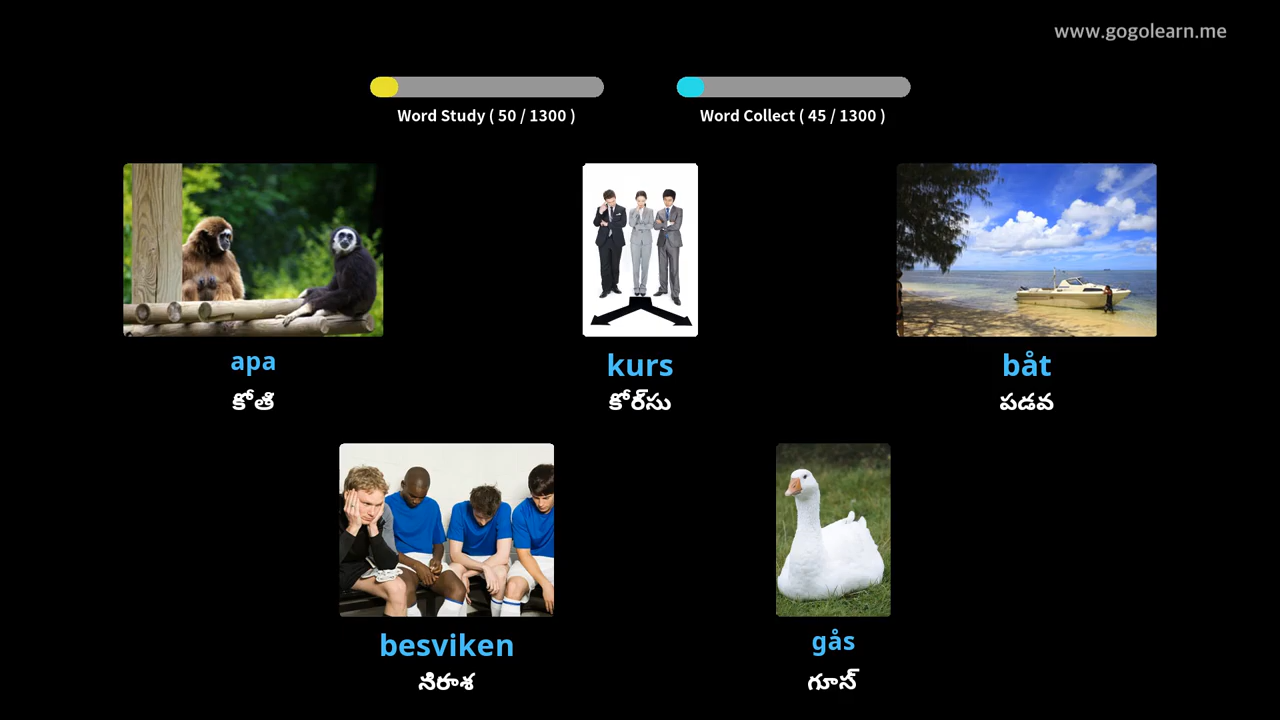 www.gogolearn.me
Word Study ( 50 / 1300 )
Word Collect ( 45 / 1300 )
apa
కోతి
kurs
కోర్సు
båt
పడవ
besviken
నిరాశ
gås
గూస్